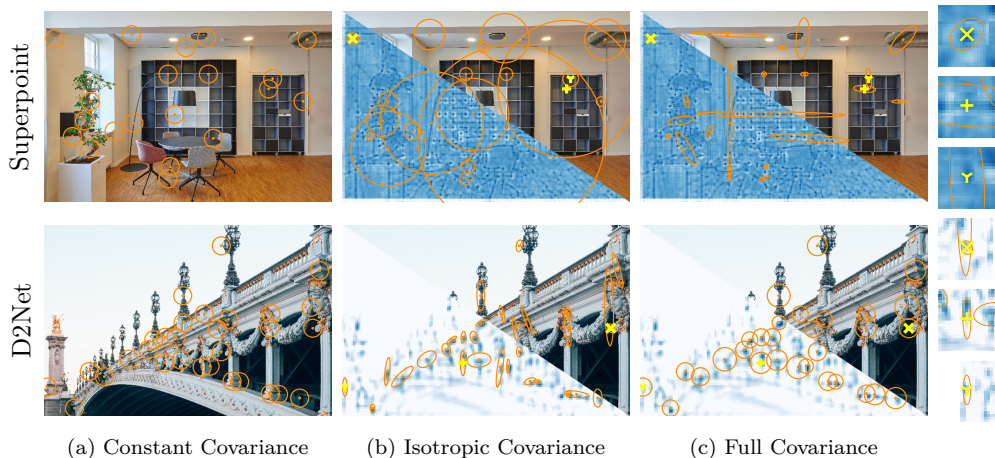 Superpoint
D2Net
(a) Constant Covariance
(b) Isotropic Covariance
(c) Full Covariance